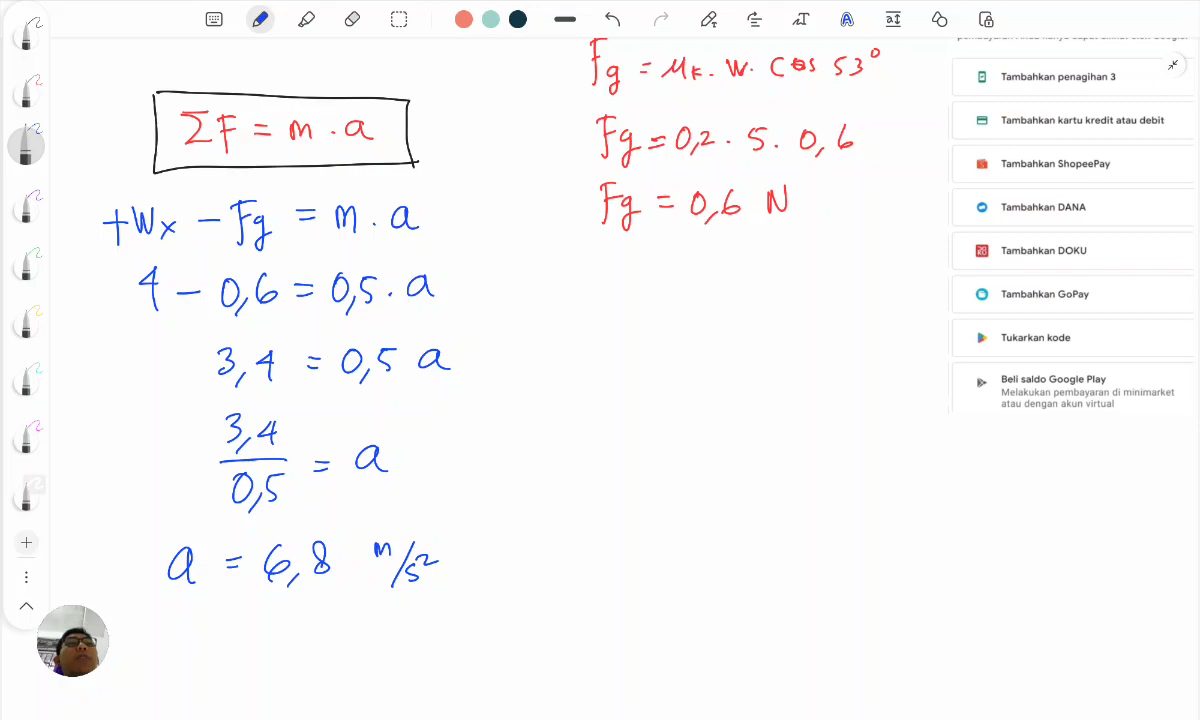 ΣF = m . a
+Wx - Fg = m . a
4 - 0,6 = 0,5 . a
3,4 = 0,5 a
3,4
0,5
= a
a = 6,8 m/s²
Fg = μk . W . Cos 53°
Fg = 0,2 . 5 . 0,6
Fg = 0,6 N
Tambahkan penagihan 3
Tambahkan kartu kredit atau debit
Tambahkan ShopeePay
Tambahkan DANA
Tambahkan DOKU
Tambahkan GoPay
Tukarkan kode
Beli saldo Google Play
Melakukan pembayaran di minimarket
atau dengan akun virtual